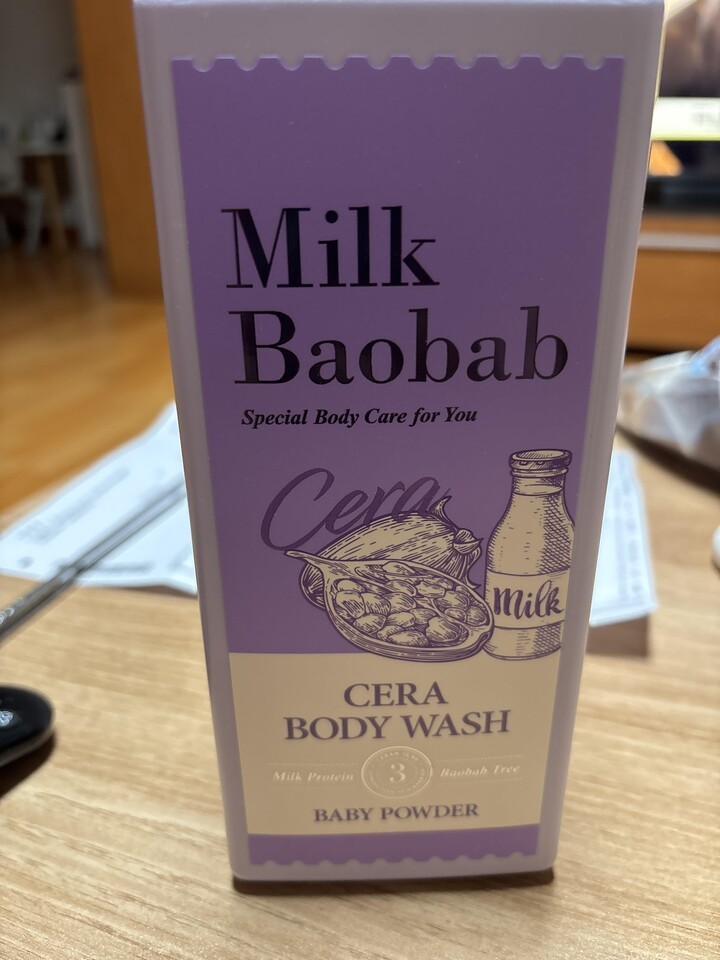 Milk
Baobab
Special Body Care for You
Cera
Milk
CERA
BODY WASH
Milk Protein 3 Baobab Tree
BABY POWDER